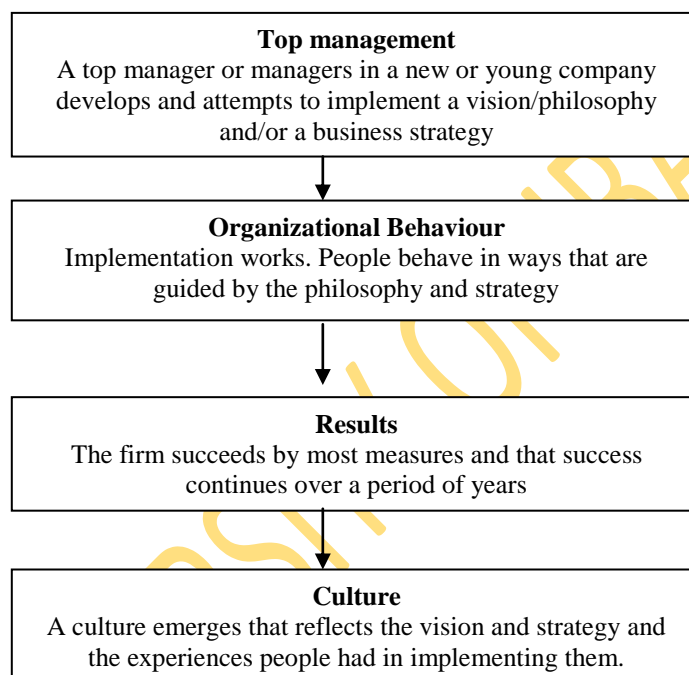 Top management
A top manager or managers in a new or young company
develops and attempts to implement a vision/philosophy
and/or a business strategy
Organizational Behaviour
Implementation works. People behave in ways that are
guided by the philosophy and strategy
Results
The firm succeeds by most measures and that success
continues over a period of years
Culture
A culture emerges that reflects the vision and strategy and
the experiences people had in implementing them.